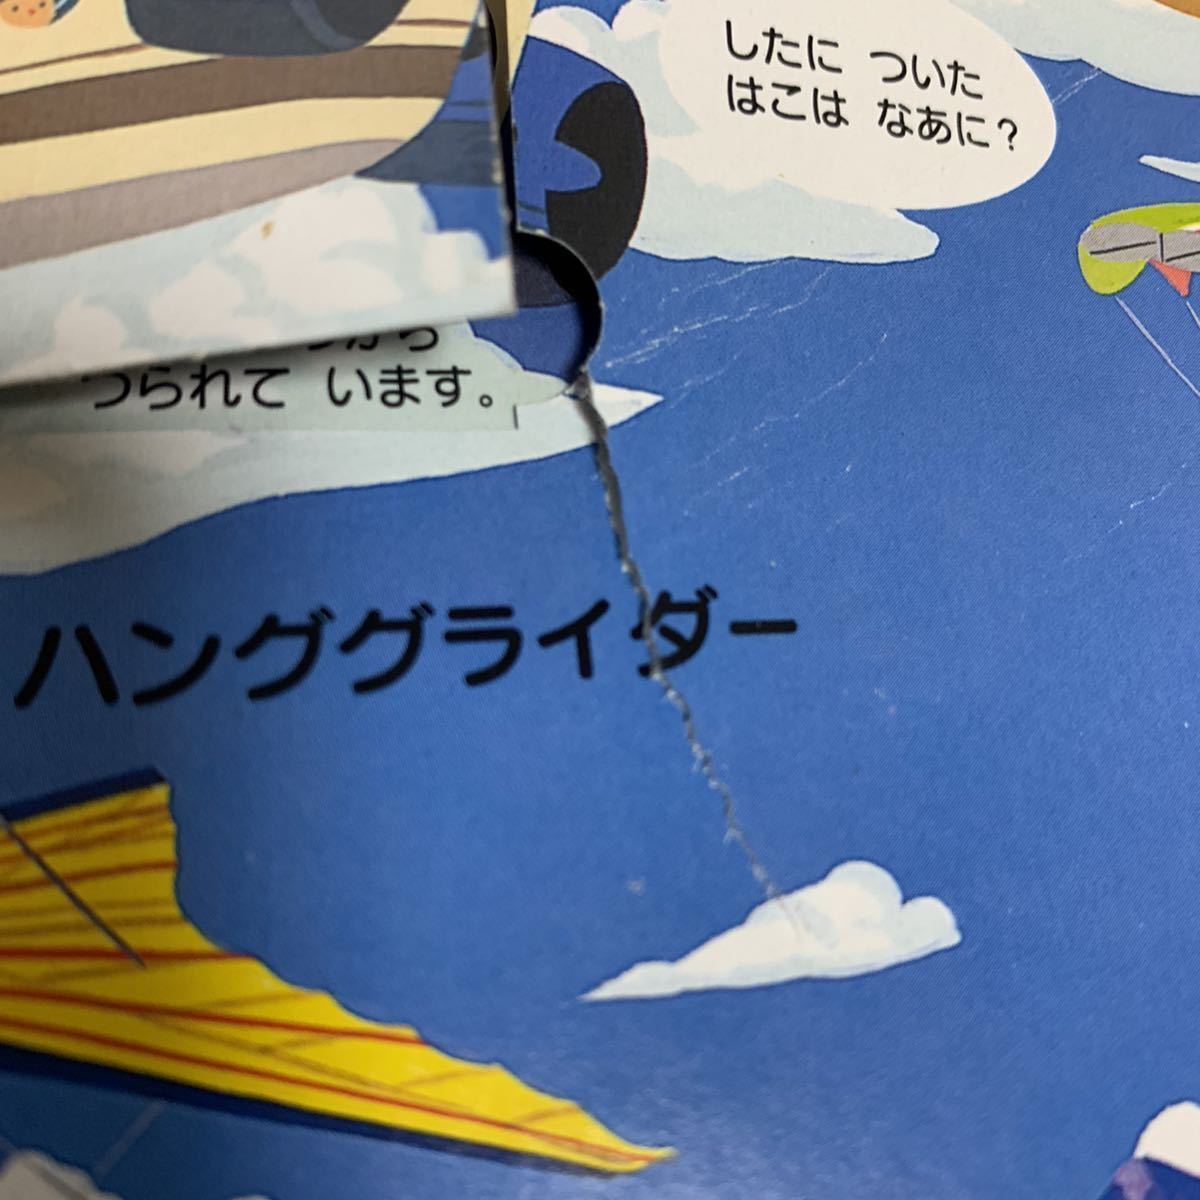 したに ついた
はこは なあに?
つられて います。
ハンググライダー